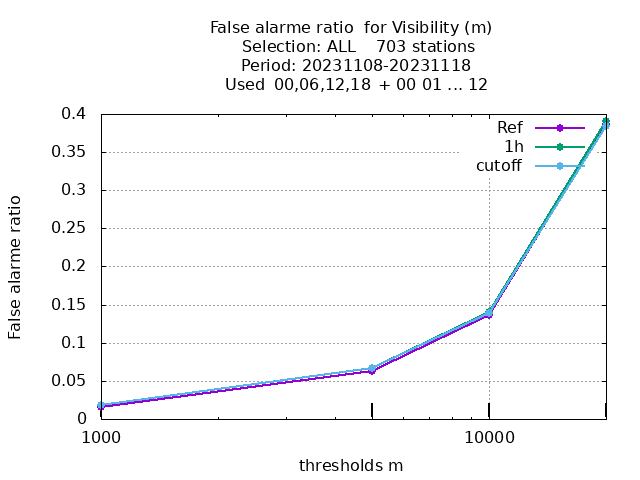 False alarme ratio  for Visibility (m)
Selection: ALL    703 stations
Period: 20231108-20231118
Used  00,06,12,18  + 00 01 ... 12
False alarme ratio
0.4
0.35
0.3
0.25
0.2
0.15
0.1
0.05
0
1000
10000
thresholds m
Ref
1h
cutoff